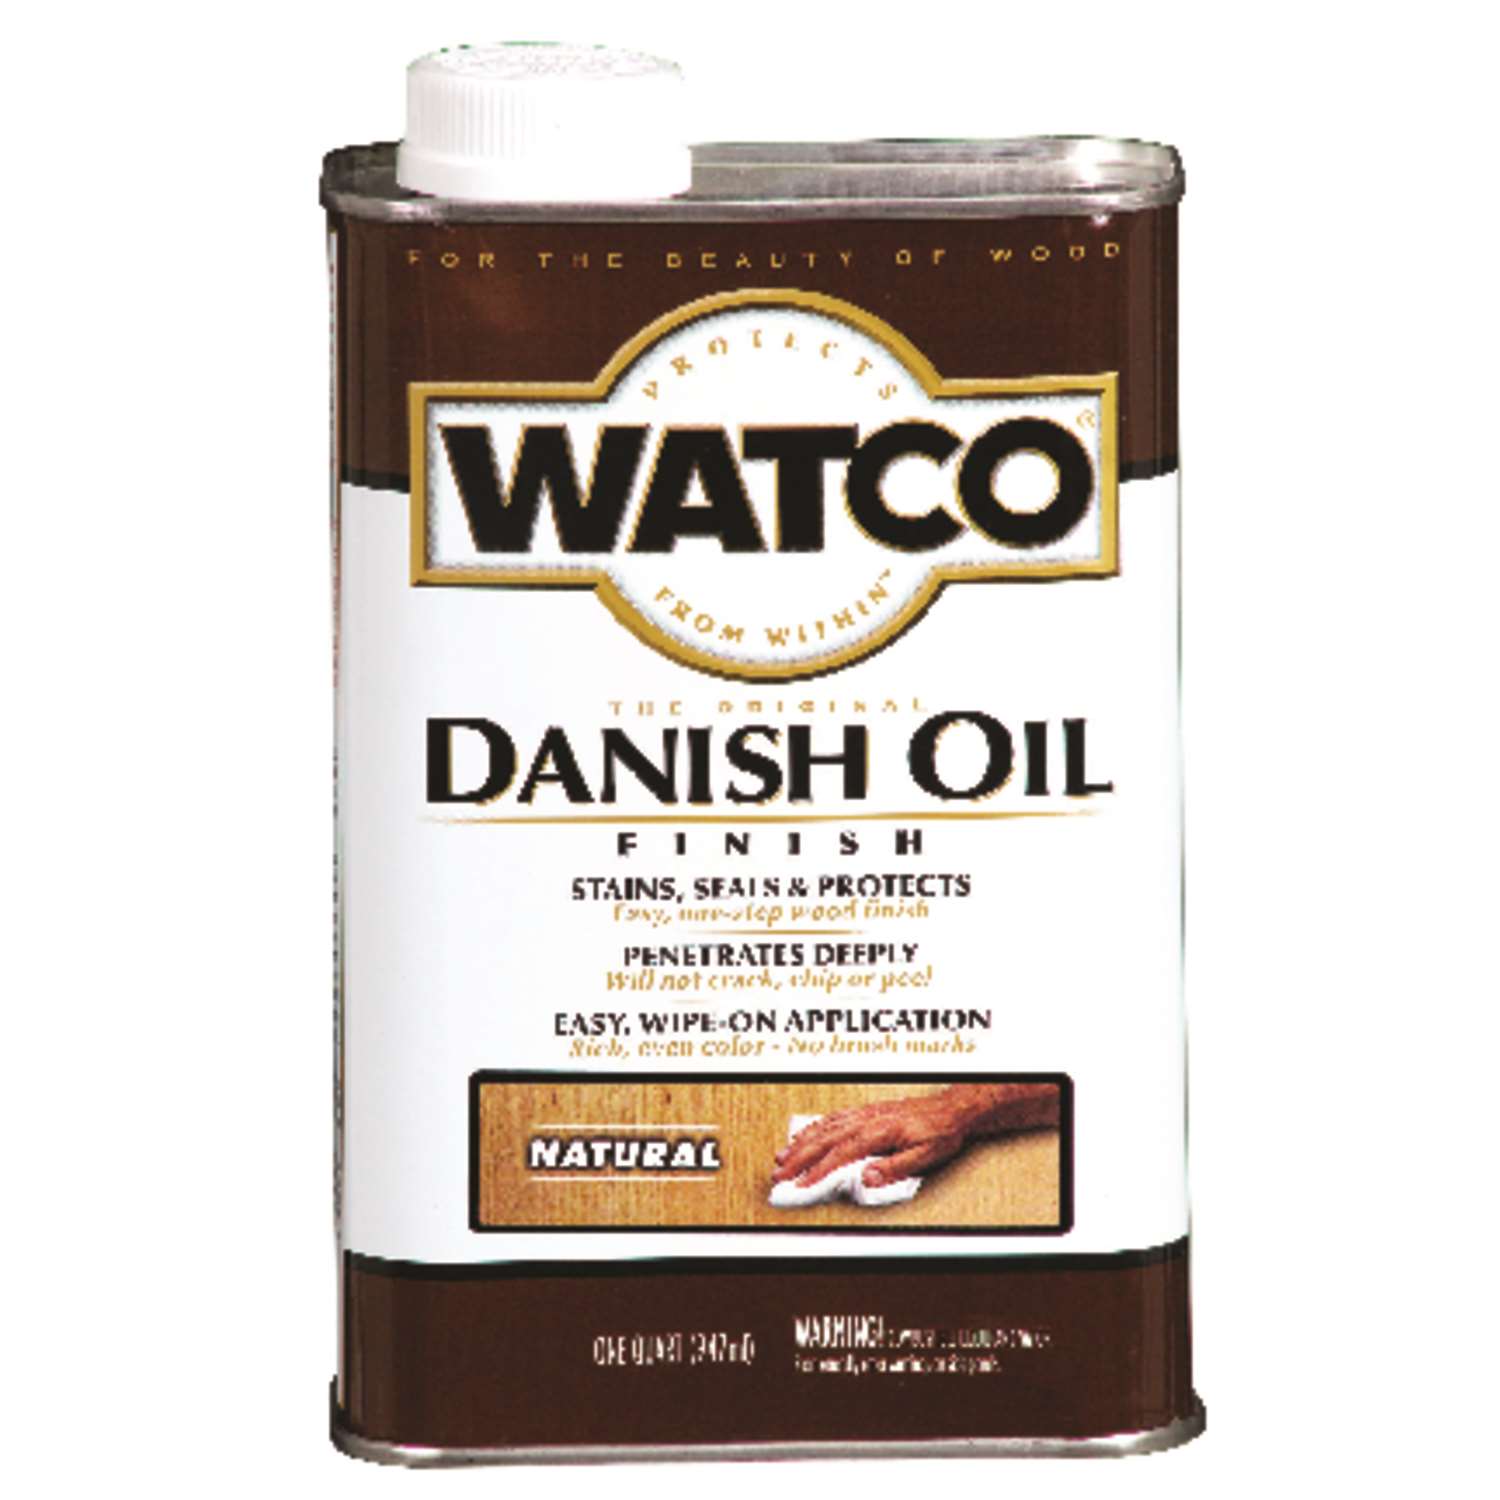 FOR THE BEAUTY OF WOOD
PROTECTS
WATCO®
FROM WITHIN™
THE ORIGINAL
DANISH OIL
FINISH
STAINS, SEALS & PROTECTS
Easy, one-step wood finish
PENETRATES DEEPLY
Will not crack, chip or peel
EASY, WIPE-ON APPLICATION
Rich, even color - No brush marks
NATURAL
ONE QUART (947ml)
WARNING!